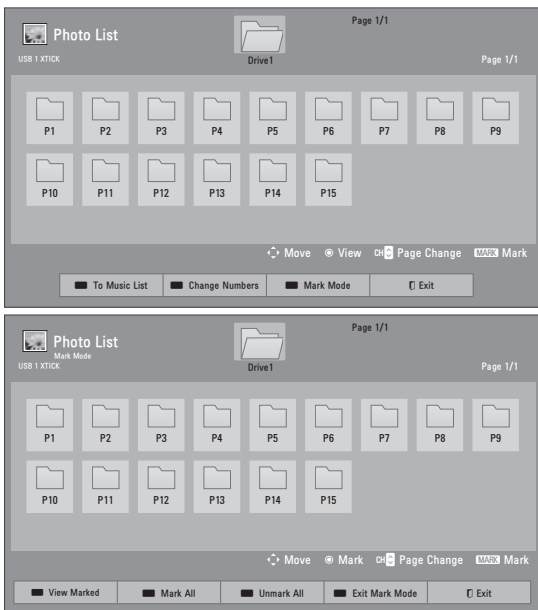 Page 1/1
Photo List
USB 1 XTICK
Drive1
Page 1/1
P1 P2 P3 P4 P5 P6 P7 P8 P9
P10 P11 P12 P13 P14 P15
Move View CH Page Change MARK Mark
To Music List Change Numbers Mark Mode Exit
Page 1/1
Photo List
Mark Mode
USB 1 XTICK
Drive1
Page 1/1
P1 P2 P3 P4 P5 P6 P7 P8 P9
P10 P11 P12 P13 P14 P15
Move Mark CH Page Change MARK Mark
View Marked Mark All Unmark All Exit Mark Mode Exit